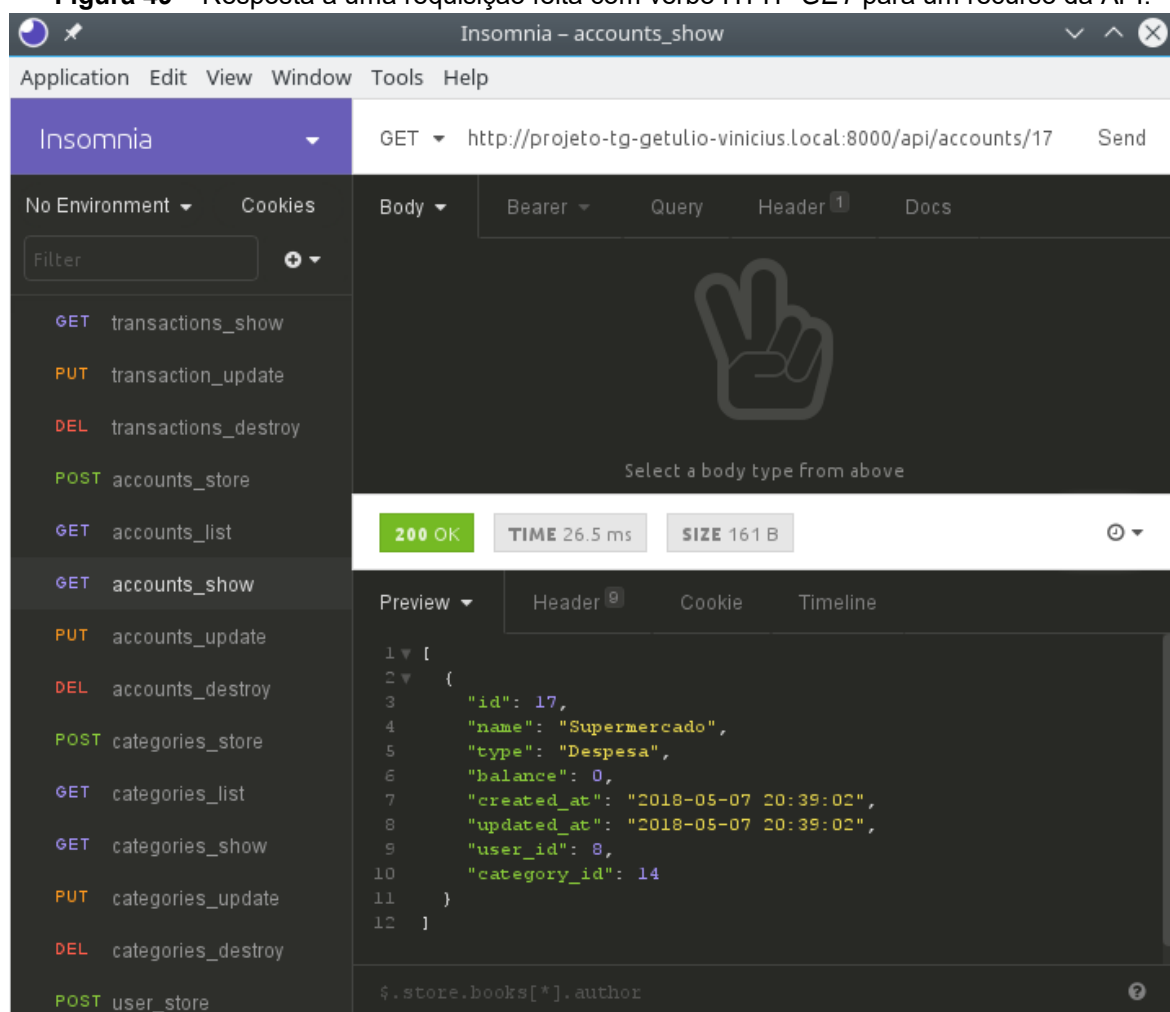 Insomnia – accounts_show
Application Edit View Window Tools Help
Insomnia
GET http://projeto-tg-getulio-vinicius.local:8000/api/accounts/17 Send
No Environment Cookies
Body Bearer Query Header 1 Docs
Filter
GET transactions_show
PUT transaction_update
DEL transactions_destroy
POST accounts_store
GET accounts_list
GET accounts_show
PUT accounts_update
DEL accounts_destroy
POST categories_store
GET categories_list
GET categories_show
PUT categories_update
DEL categories_destroy
POST user_store
Select a body type from above
200 OK TIME 26.5 ms SIZE 161 B
Preview Header 9 Cookie Timeline
1 [
2 {
3 "id": 17,
4 "name": "Supermercado",
5 "type": "Despesa",
6 "balance": 0,
7 "created_at": "2018-05-07 20:39:02",
8 "updated_at": "2018-05-07 20:39:02",
9 "user_id": 8,
10 "category_id": 14
11 }
12 ]
$.store.books[*].author